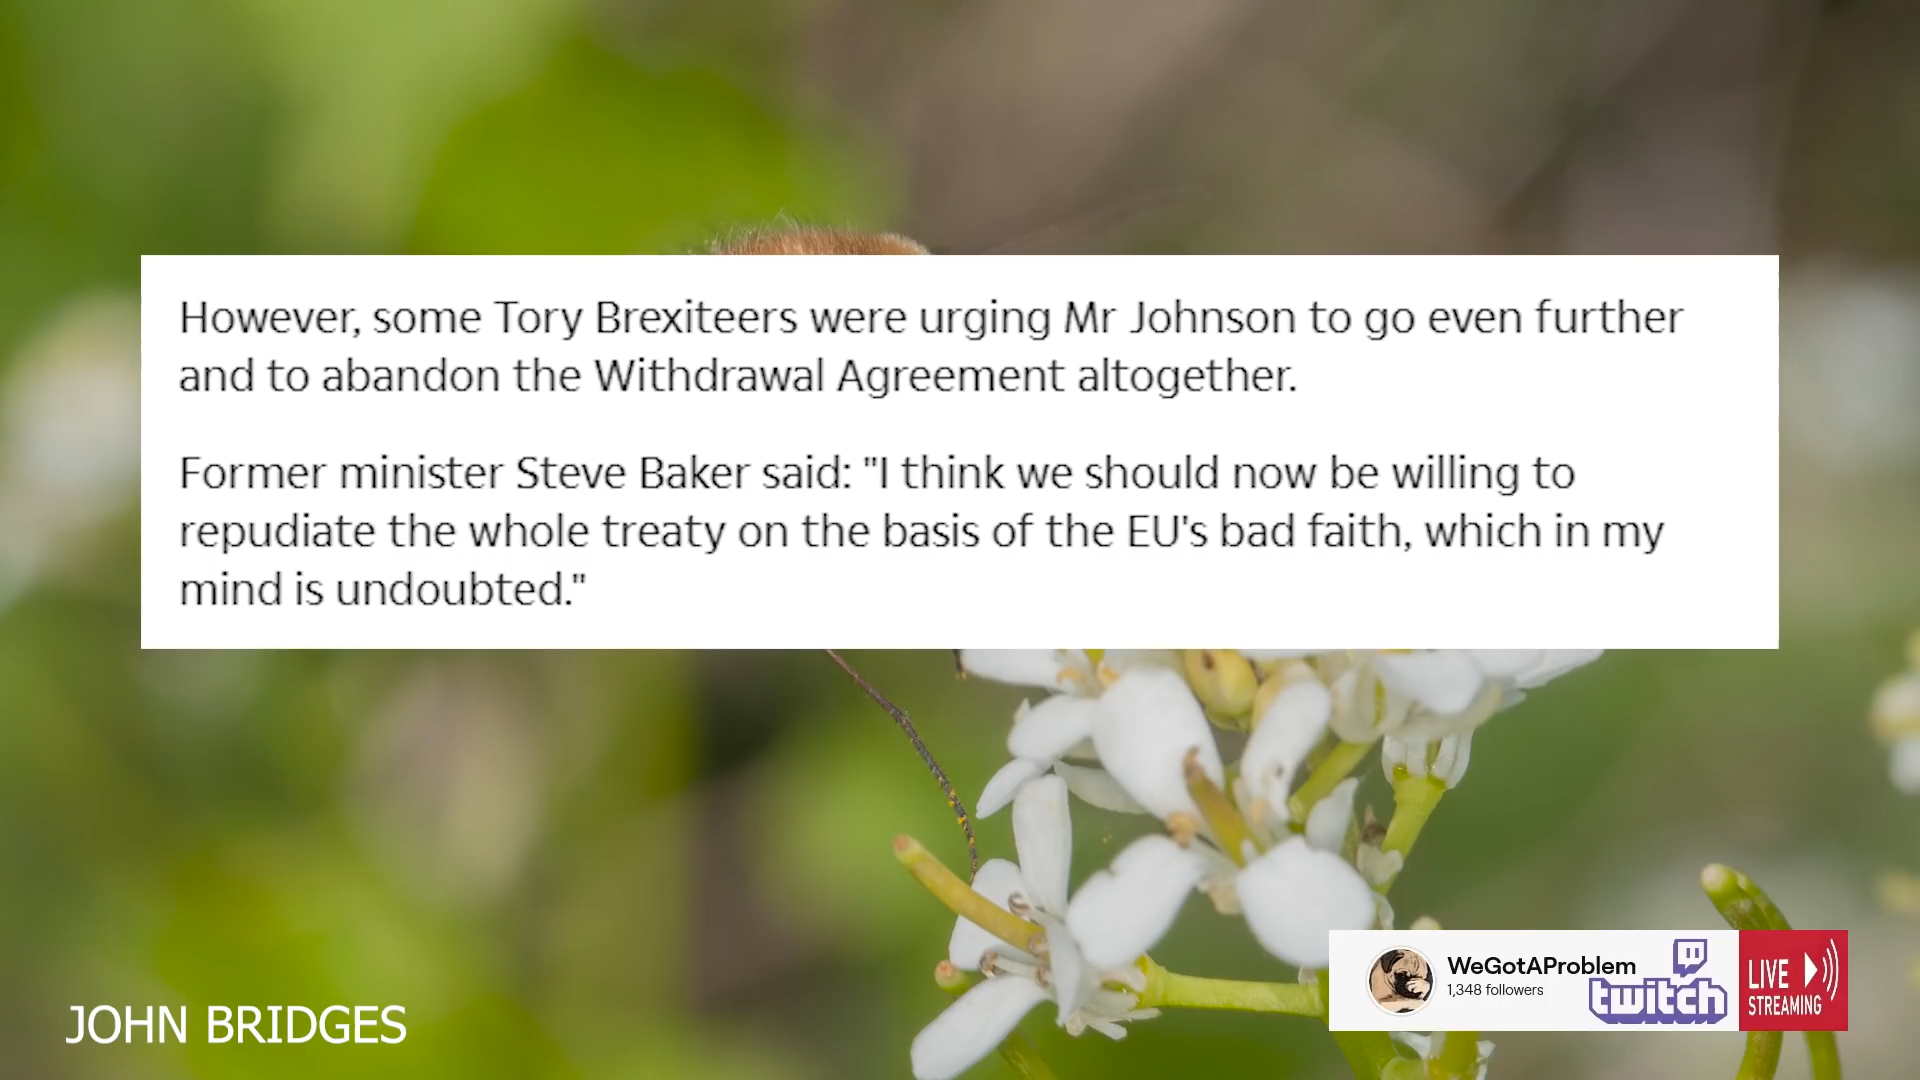 However, some Tory Brexiteers were urging Mr Johnson to go even further
and to abandon the Withdrawal Agreement altogether.
Former minister Steve Baker said: "I think we should now be willing to
repudiate the whole treaty on the basis of the EU's bad faith, which in my
mind is undoubted."
WeGotAProblem
1,348 followers
twitch
LIVE
STREAMING
JOHN BRIDGES